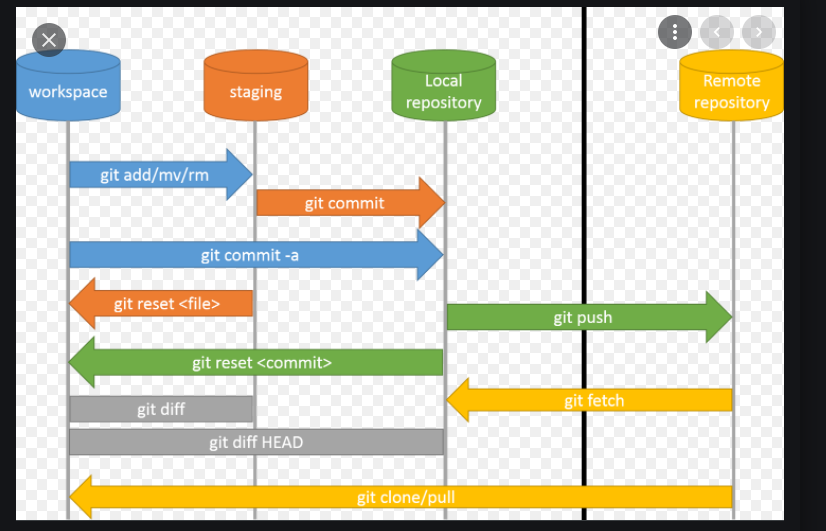 workspace
staging
Local
repository
Remote
repository
git add/mv/rm
git commit
git commit -a
git reset <file>
git push
git reset <commit>
git fetch
git diff
git diff HEAD
git clone/pull